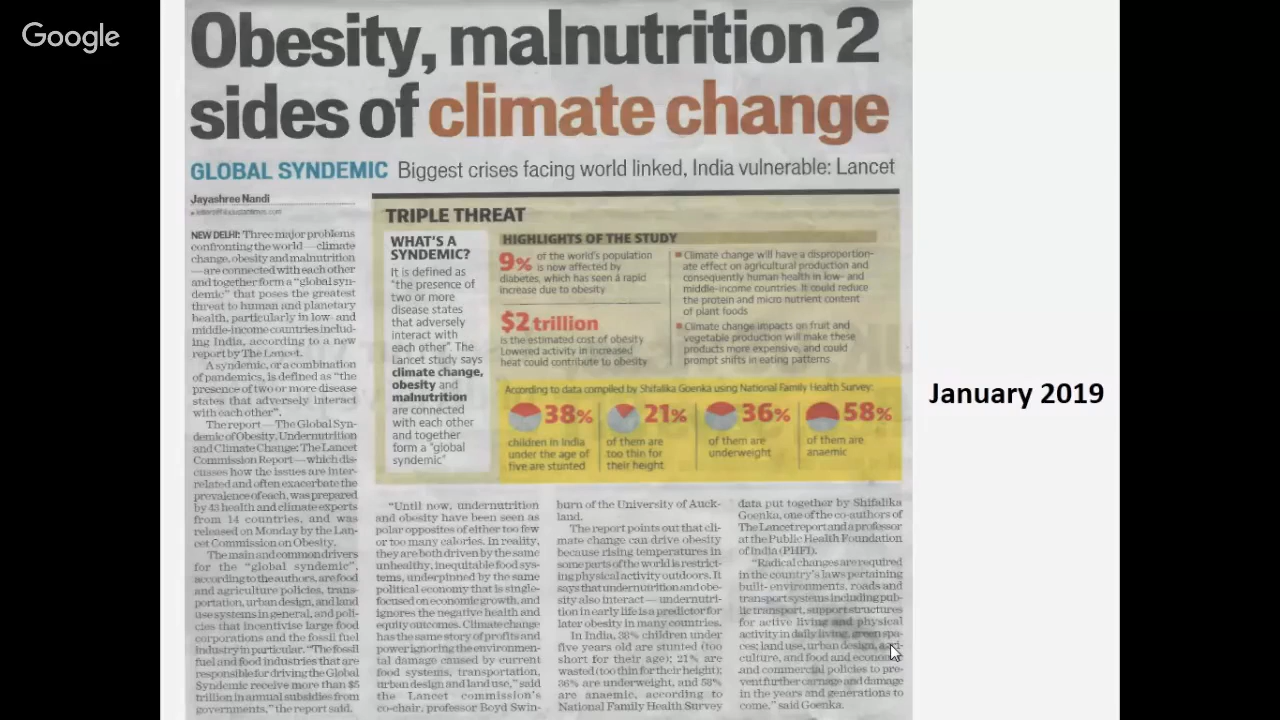 Google
Obesity, malnutrition 2
sides of climate change
GLOBAL SYNDEMIC Biggest crises facing world linked, India vulnerable: Lancet
Jayashree Nandi
NEW DELHI: Three major problems
confronting the world—climate
change, obesity and malnutrition
—are connected with each other
and together form a “global syn-
demic” that poses the greatest
threat to human and planetary
health, particularly in low- and
middle-income countries includ-
ing India, according to a new
report by The Lancet.
A syndemic, or a combination
of pandemics, is defined as “the
presence of two or more disease
states that adversely interact
with each other”.
The report—The Global Syn-
demic of Obesity, Undernutrition
and Climate Change: The Lancet
Commission Report—which dis-
cusses how the issues are inter-
related and often exacerbate the
prevalence of each, was prepared
by 43 health and climate experts
from 14 countries, and was
released on Monday by the Lan-
cet Commission on Obesity.
The main and common drivers
for the “global syndemic”,
according to the authors, are food
and agriculture policies, trans-
portation, urban design, and land
use systems in general, and poli-
cies that incentivise large food
corporations and the fossil fuel
industry in particular. “The fossil
fuel and food industries that are
responsible for driving the Global
Syndemic receive more than $5
trillion in annual subsidies from
governments,” the report said.
TRIPLE THREAT
WHAT'S A
SYNDEMIC?
It is defined as
“the presence of
two or more
disease states
that adversely
interact with
each other”. The
Lancet study says
climate change,
obesity and
malnutrition
are connected
with each other
and together
form a “global
syndemic”
HIGHLIGHTS OF THE STUDY
9% of the world's population
is now affected by
diabetes, which has seen a rapid
increase due to obesity
$2 trillion
is the estimated cost of obesity
Lowered activity in increased
heat could contribute to obesity
Climate change will have a disproportion-
ate effect on agricultural production and
consequently human health in low- and
middle-income countries. It could reduce
the protein and micro nutrient content
of plant foods
Climate change impacts on fruit and
vegetable production will make these
products more expensive, and could
prompt shifts in eating patterns
According to data compiled by Shifalika Goenka using National Family Health Survey:
38%
children in India
under the age of
five are stunted
21%
of them are
too thin for
their height
36%
of them are
underweight
58%
of them are
anaemic
“Until now, undernutrition
and obesity have been seen as
polar opposites of either too few
or too many calories. In reality,
they are both driven by the same
unhealthy, inequitable food sys-
tems, underpinned by the same
political economy that is single-
focused on economic growth, and
ignores the negative health and
equity outcomes. Climate change
has the same story of profits and
power ignoring the environmen-
tal damage caused by current
food systems, transportation,
urban design and land use,” said
the Lancet commission's
co-chair, professor Boyd Swin-
burn of the University of Auck-
land.
The report points out that cli-
mate change can drive obesity
because rising temperatures in
some parts of the world is restrict-
ing physical activity outdoors. It
says that undernutrition and obe-
sity also interact— undernutri-
tion in early life is a predictor for
later obesity in many countries.
In India, 38% children under
five years old are stunted (too
short for their age); 21% are
wasted (too thin for their height);
36% are underweight, and 58%
are anaemic, according to
National Family Health Survey
data put together by Shifalika
Goenka, one of the co-authors of
The Lancet report and a professor
at the Public Health Foundation
of India (PHFI).
“Radical changes are required
in the country's laws pertaining
built- environments, roads and
transport systems including pub-
lic transport, support structures
for active living and physical
activity in daily living, green spa-
ces; land use, urban design, agri-
culture, and food and economic
and commercial policies to pre-
vent further carnage and damage
in the years and generations to
come,” said Goenka.
January 2019